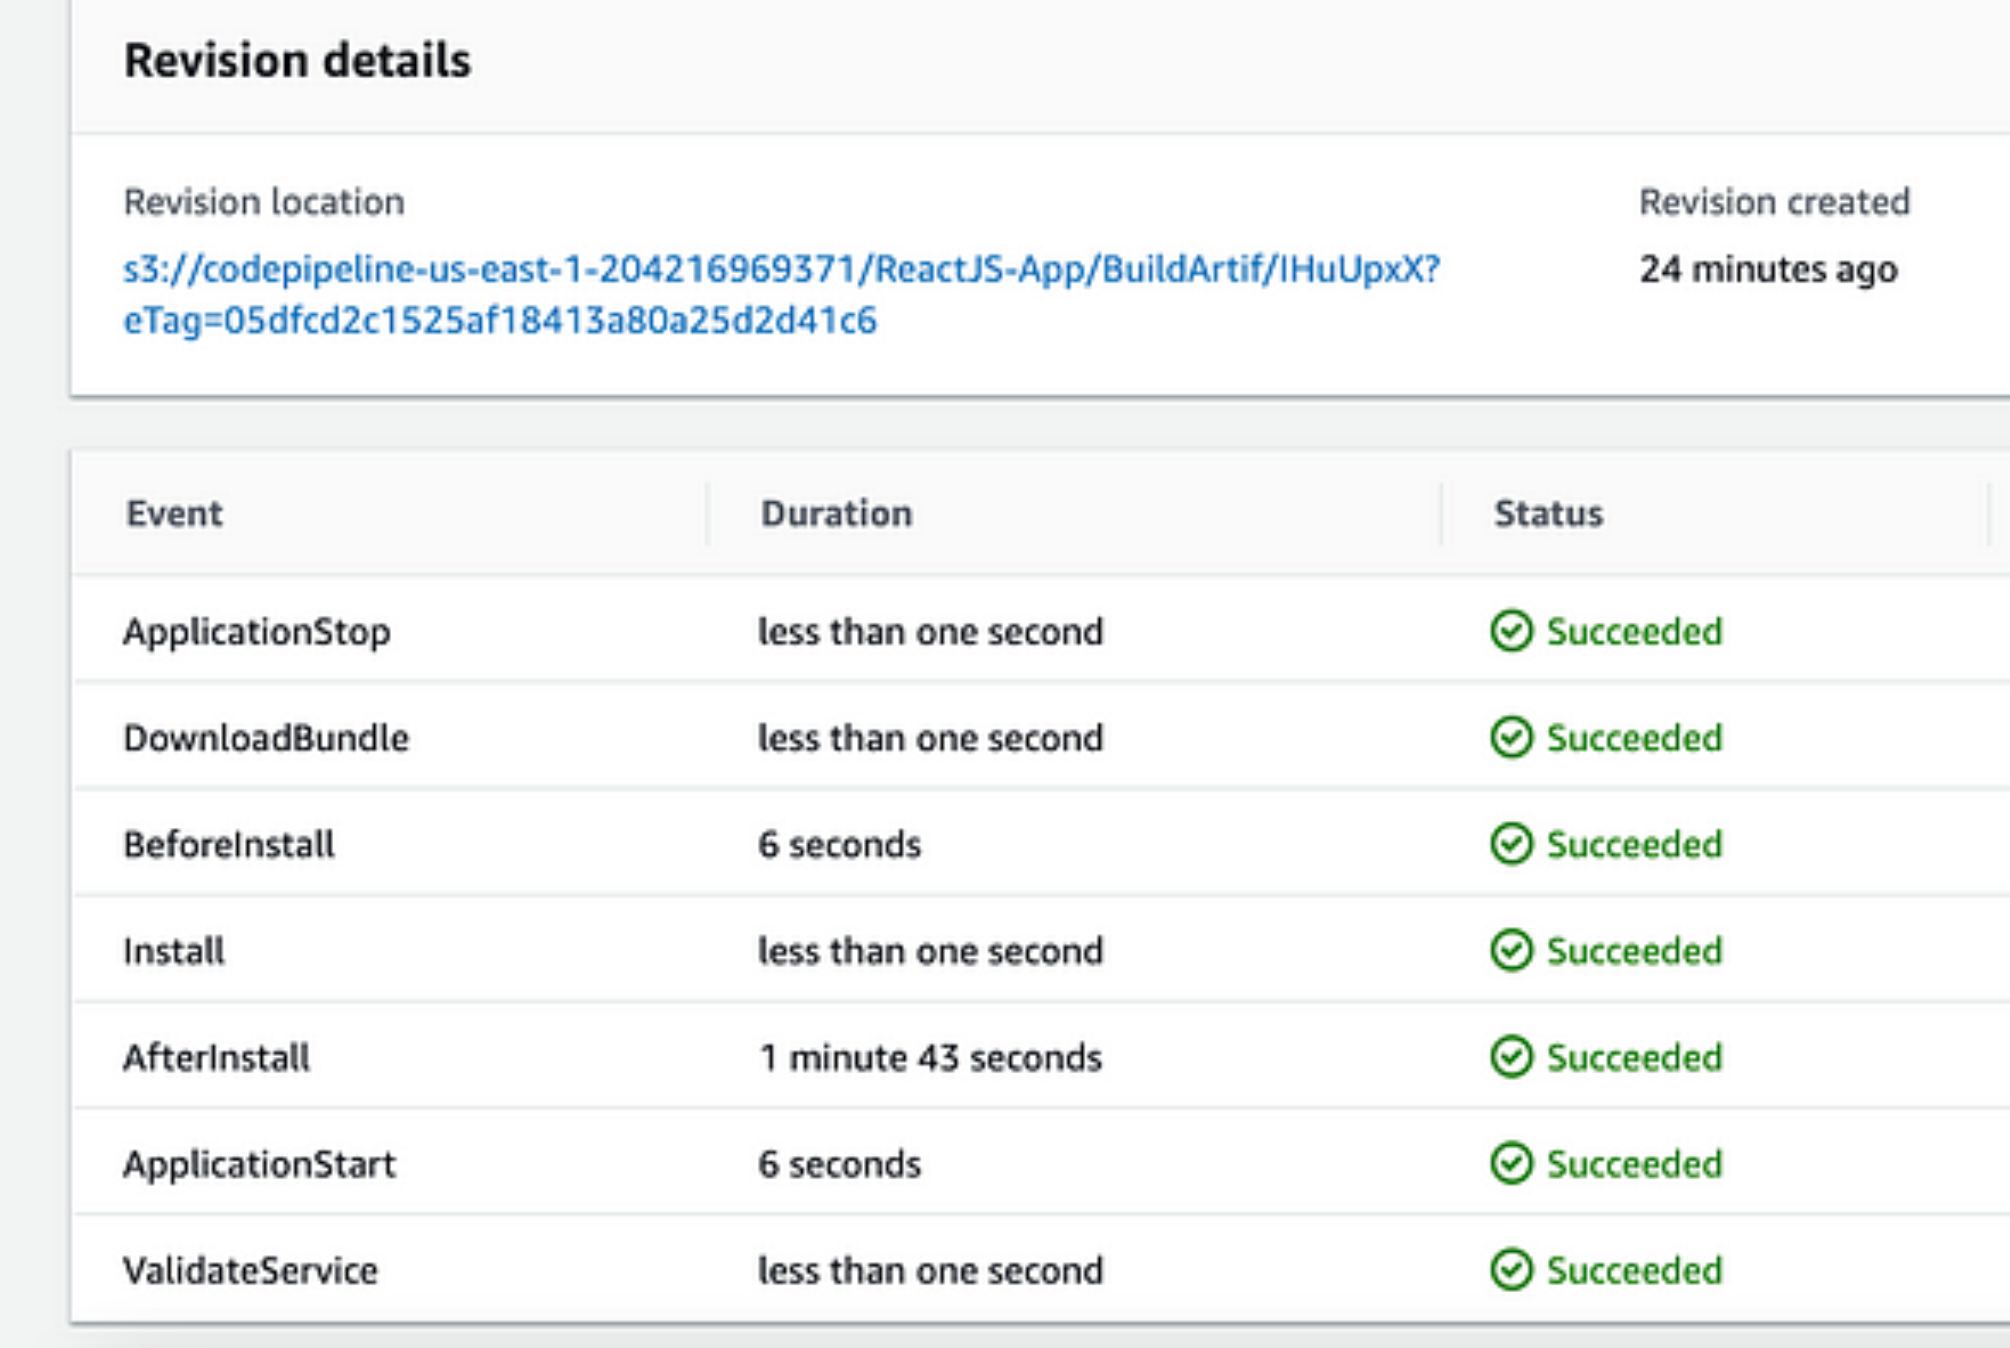 Revision details
Revision location
Revision created
s3://codepipeline-us-east-1-204216969371/ReactJS-App/BuildArtif/IHuUpxX?
24 minutes ago
eTag=05dfcd2c1525af18413a80a25d2d41c6
Event Duration Status
ApplicationStop less than one second Succeeded
DownloadBundle less than one second Succeeded
BeforeInstall 6 seconds Succeeded
Install less than one second Succeeded
AfterInstall 1 minute 43 seconds Succeeded
ApplicationStart 6 seconds Succeeded
ValidateService less than one second Succeeded